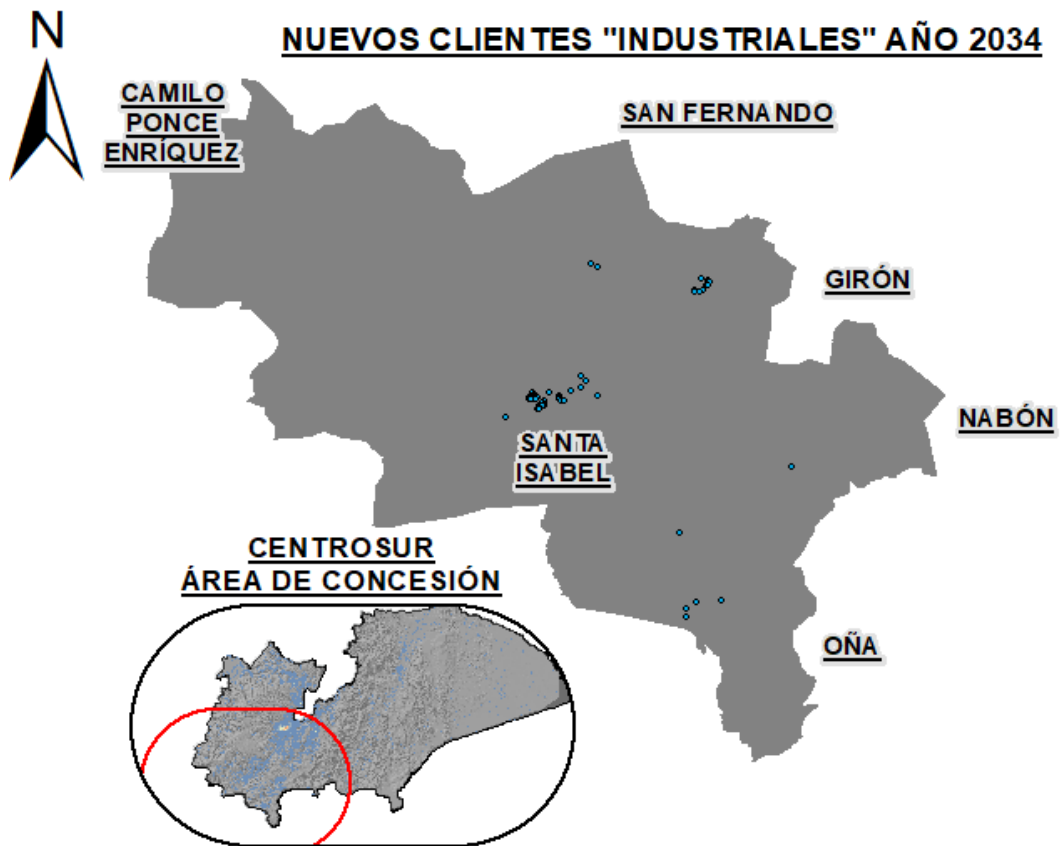 N
NUEVOS CLIENTES "INDUSTRIALES" AÑO 2034
CAMILO
PONCE
ENRÍQUEZ
SAN FERNANDO
GIRÓN
NABÓN
SANTA
ISABEL
CENTROSUR
ÁREA DE CONCESIÓN
OÑA